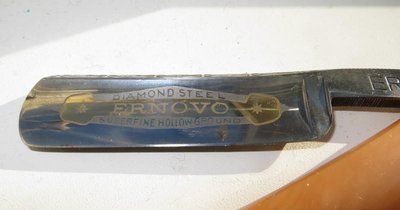 DIAMOND STEEL
ERNOVO
SUPERFINE HOLLOW GROUND